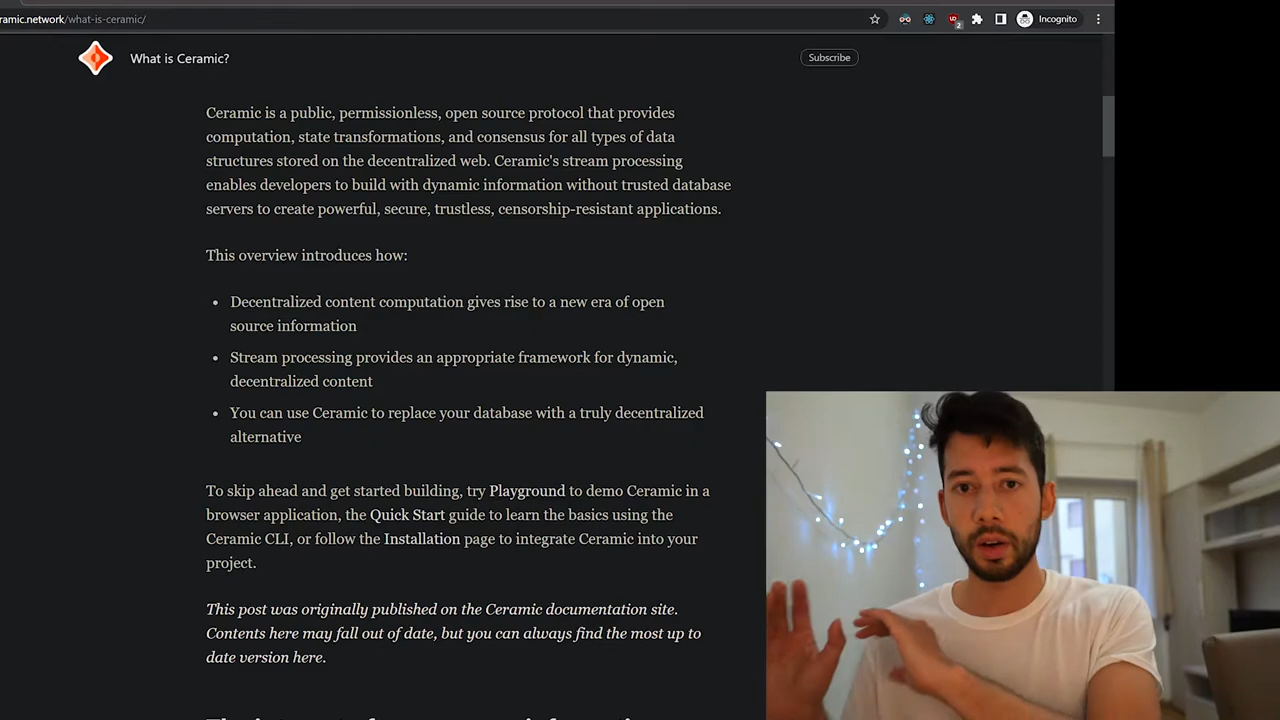 ramic.network/what-is-ceramic/
2
Incognito
What is Ceramic?
Subscribe
Ceramic is a public, permissionless, open source protocol that provides
computation, state transformations, and consensus for all types of data
structures stored on the decentralized web. Ceramic's stream processing
enables developers to build with dynamic information without trusted database
servers to create powerful, secure, trustless, censorship-resistant applications.
This overview introduces how:
• Decentralized content computation gives rise to a new era of open
source information
• Stream processing provides an appropriate framework for dynamic,
decentralized content
• You can use Ceramic to replace your database with a truly decentralized
alternative
To skip ahead and get started building, try Playground to demo Ceramic in a
browser application, the Quick Start guide to learn the basics using the
Ceramic CLI, or follow the Installation page to integrate Ceramic into your
project.
This post was originally published on the Ceramic documentation site.
Contents here may fall out of date, but you can always find the most up to
date version here.